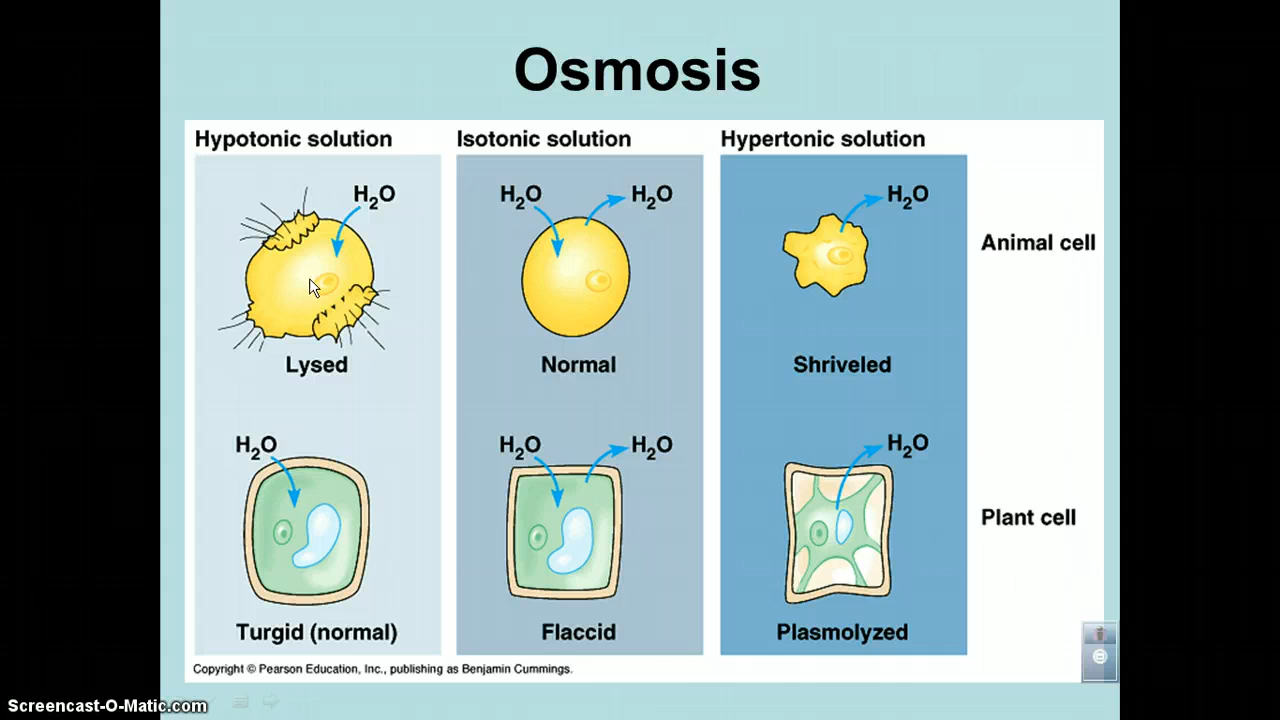 Osmosis
Hypotonic solution
Isotonic solution
Hypertonic solution
H₂O
H₂O
H₂O
H₂O
Animal cell
Lysed
Normal
Shriveled
H₂O
H₂O
H₂O
H₂O
Plant cell
Turgid (normal)
Flaccid
Plasmolyzed
Copyright © Pearson Education, Inc., publishing as Benjamin Cummings.
Screencast-O-Matic.com